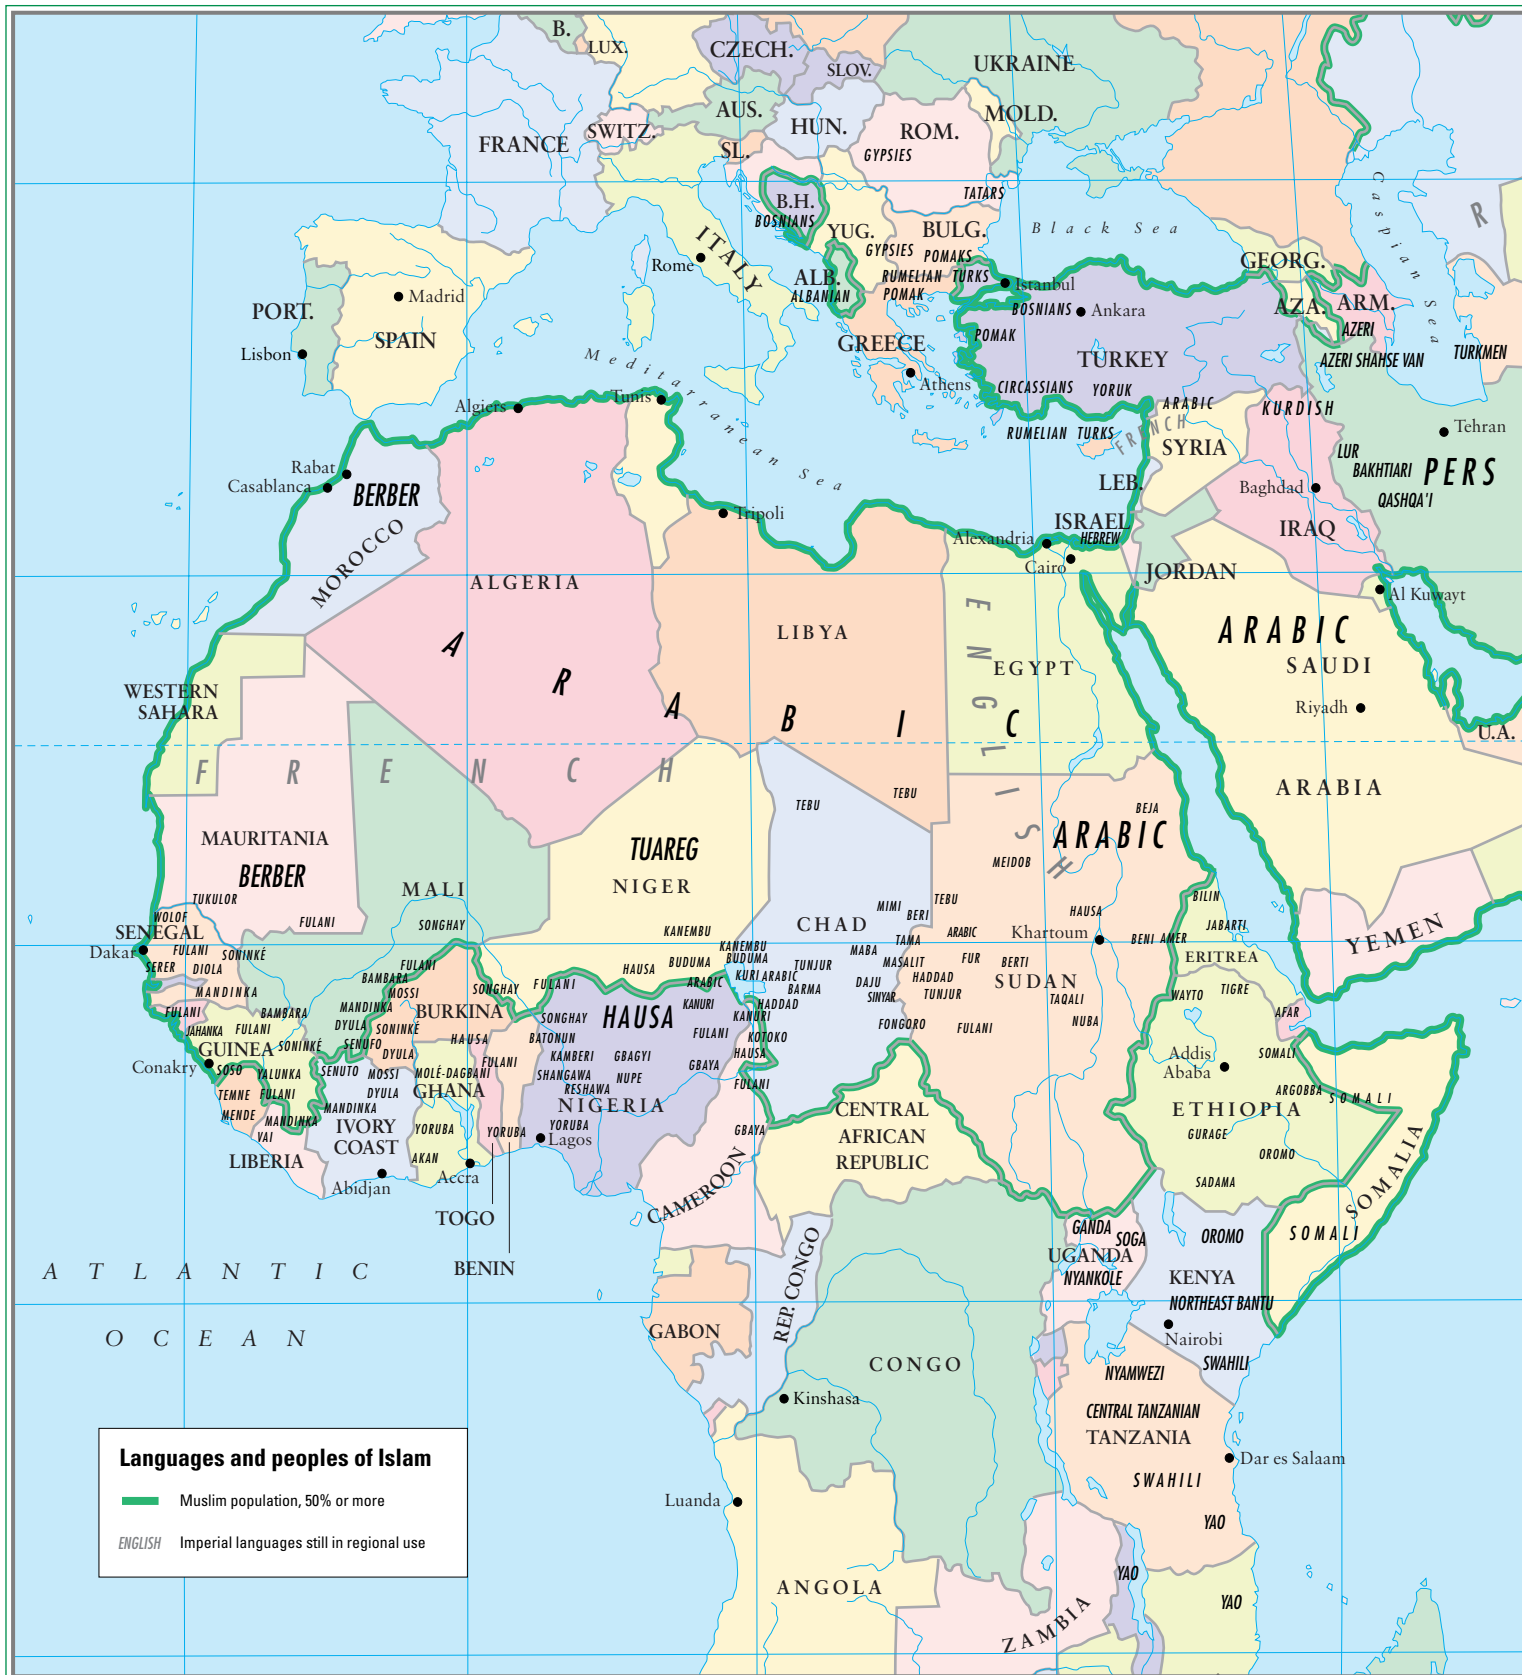 B.
LUX.
CZECH.
SLOV.
UKRAINE
AUS.
HUN.
MOLD.
FRANCE
SWITZ.
ROM.
SL.
GYPSIES
TATARS
B.H.
BOSNIANS
YUG.
BULG.
Black Sea
Caspian Sea
R
ITALY
GYPSIES
POMAKS
Rome
ALB.
ALBANIAN
RUMELIAN TURKS
POMAK
Istanbul
GEORG.
Madrid
PORT.
SPAIN
Lisbon
BOSNIANS
Ankara
AZA.
ARM.
AZERI
POMAK
GREECE
Athens
TURKEY
AZERI SHAHSE VAN
TURKMEN
CIRCASSIANS
YORUK
Meditarranean Sea
Algiers
Tunis
ARABIC
KURDISH
FRENCH
RUMELIAN TURKS
SYRIA
Tehran
LUR
BAKHTIARI
PERS
QASHQA'I
Rabat
Casablanca
BERBER
LEB.
Baghdad
IRAQ
Tripoli
ISRAEL
HEBREW
Alexandria
Cairo
MOROCCO
JORDAN
Al Kuwayt
ALGERIA
LIBYA
EGYPT
ENGLISH
ARABIC
ARABIC
SAUDI
ARABIA
Riyadh
U.A.
WESTERN
SAHARA
FRENCH
TEBU
TEBU
BEJA
MAURITANIA
BERBER
TUAREG
NIGER
ARABIC
MEIDOB
MALI
TUKULOR
WOLOF
FULANI
SONGHAY
KANEMBU
CHAD
MIMI
BERI
TEBU
HAUSA
BILIN
JABARTI
YEMEN
SENEGAL
Dakar
FULANI
SONINKÉ
SERER
DIOLA
MANDINKA
FULANI
KANEMBU
BUDUMA
BUDUMA
MABA
TAMA
ARABIC
Khartoum
BENI AMER
ERITREA
BAMBARA
FULANI
HAUSA
ARABIC
KURI
ARABIC
TUNJUR
BARMA
DAJU
SINYAR
MASALIT
HADDAD
TUNJUR
FUR
BERTI
SUDAN
TAQALI
NUBA
WAYTO
TIGRE
AFAR
MOSSI
SONGHAY
BURKINA
BAMBARA
MANDINKA
DYULA
SONINKÉ
SENUFO
DYULA
HAUSA
SONGHAY
BATONUN
HAUSA
KANURI
KANURI
HADDAD
KOTOKO
FULANI
FONGORO
FULANI
JAHANKA
FULANI
GUINEA
SONINKÉ
Conakry
SOSO
YALUNKA
SENUTO
MOSSI
MOLÉ-DAGBANI
GHANA
FULANI
KAMBERI
GBAGYI
SHANGAWA
NUPE
RESHAWA
GBAYA
HAUSA
FULANI
Addis
Ababa
SOMALI
ARGOBBA
SOMALI
TEMNE
FULANI
MENDE
MANDINKA
VAI
DYULA
MANDINKA
IVORY
COAST
YORUBA
AKAN
YORUBA
NIGERIA
YORUBA
Lagos
GBAYA
CENTRAL
AFRICAN
REPUBLIC
ETHIOPIA
GURAGE
OROMO
SADAMA
LIBERIA
Abidjan
Accra
TOGO
BENIN
CAMEROON
SOMALIA
SOMALI
GANDA
SOGA
UGANDA
NYANKOLE
OROMO
KENYA
NORTHEAST BANTU
Nairobi
SWAHILI
ATLANTIC
OCEAN
GABON
REP. CONGO
CONGO
Kinshasa
NYAMWEZI
CENTRAL TANZANIAN
TANZANIA
Dar es Salaam
SWAHILI
YAO
YAO
YAO
Luanda
ANGOLA
ZAMBIA
Languages and peoples of Islam
Muslim population, 50% or more
ENGLISH Imperial languages still in regional use